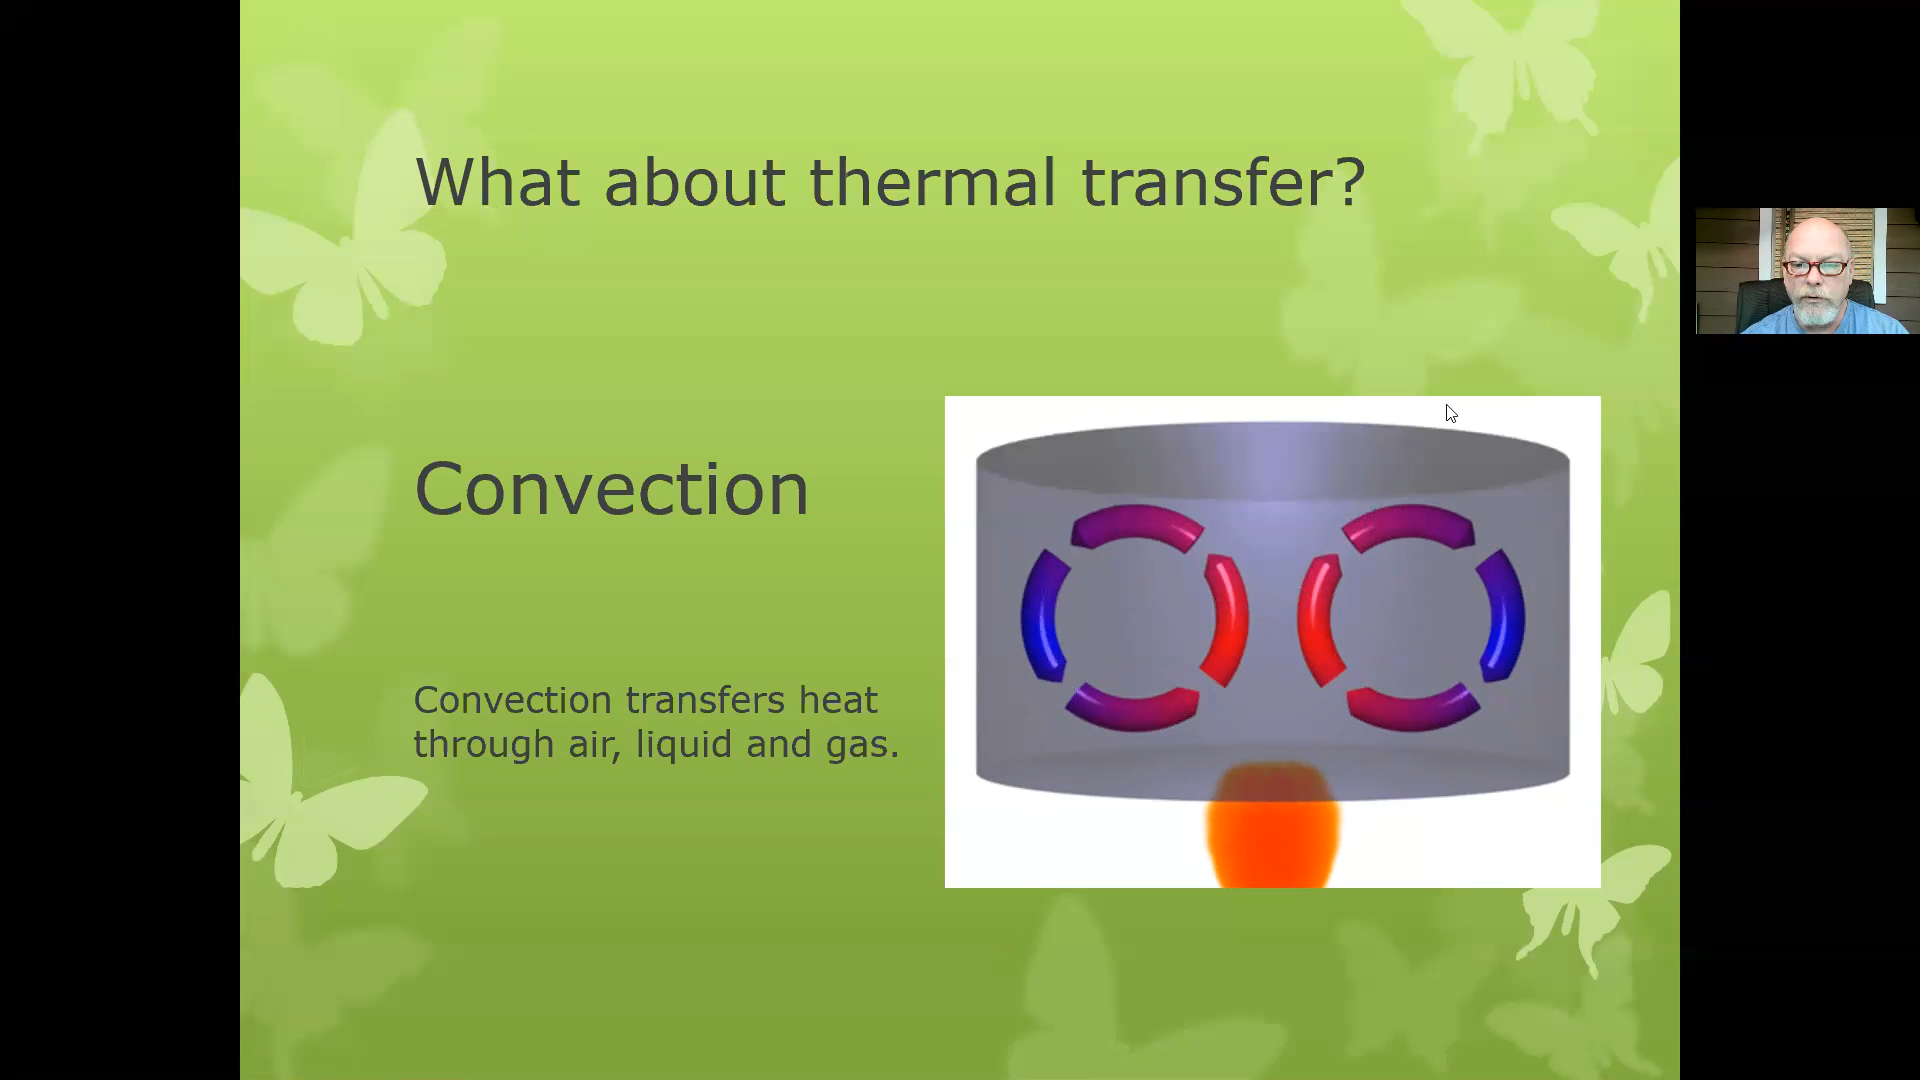 What about thermal transfer?
Convection
Convection transfers heat
through air, liquid and gas.